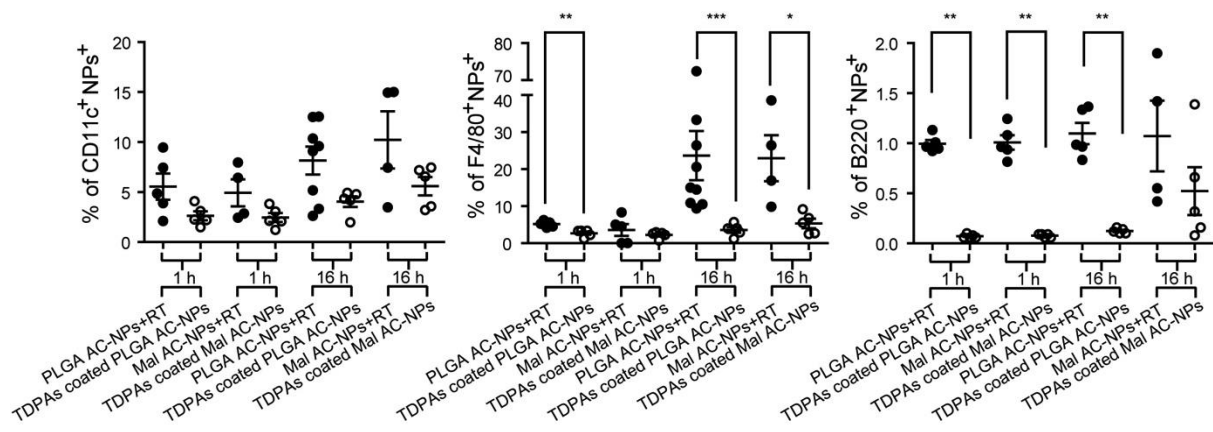 % of CD11c+ NPs+
20
15
10
5
0
1 h
1 h
16 h
16 h
PLGA AC-NPs+RT
TDPAs coated PLGA AC-NPs
Mal AC-NPs+RT
TDPAs coated Mal AC-NPs
PLGA AC-NPs+RT
TDPAs coated PLGA AC-NPs
Mal AC-NPs+RT
TDPAs coated Mal AC-NPs
% of F4/80+NPs+
** *** *
80
70
40
30
20
10
0
1 h
1 h
16 h
16 h
PLGA AC-NPs+RT
TDPAs coated PLGA AC-NPs
Mal AC-NPs+RT
TDPAs coated Mal AC-NPs
PLGA AC-NPs+RT
TDPAs coated PLGA AC-NPs
Mal AC-NPs+RT
TDPAs coated Mal AC-NPs
% of B220+NPs+
** ** **
2.0
1.5
1.0
0.5
0.0
1 h
1 h
16 h
16 h
PLGA AC-NPs+RT
TDPAs coated PLGA AC-NPs
Mal AC-NPs+RT
TDPAs coated Mal AC-NPs
PLGA AC-NPs+RT
TDPAs coated PLGA AC-NPs
Mal AC-NPs+RT
TDPAs coated Mal AC-NPs